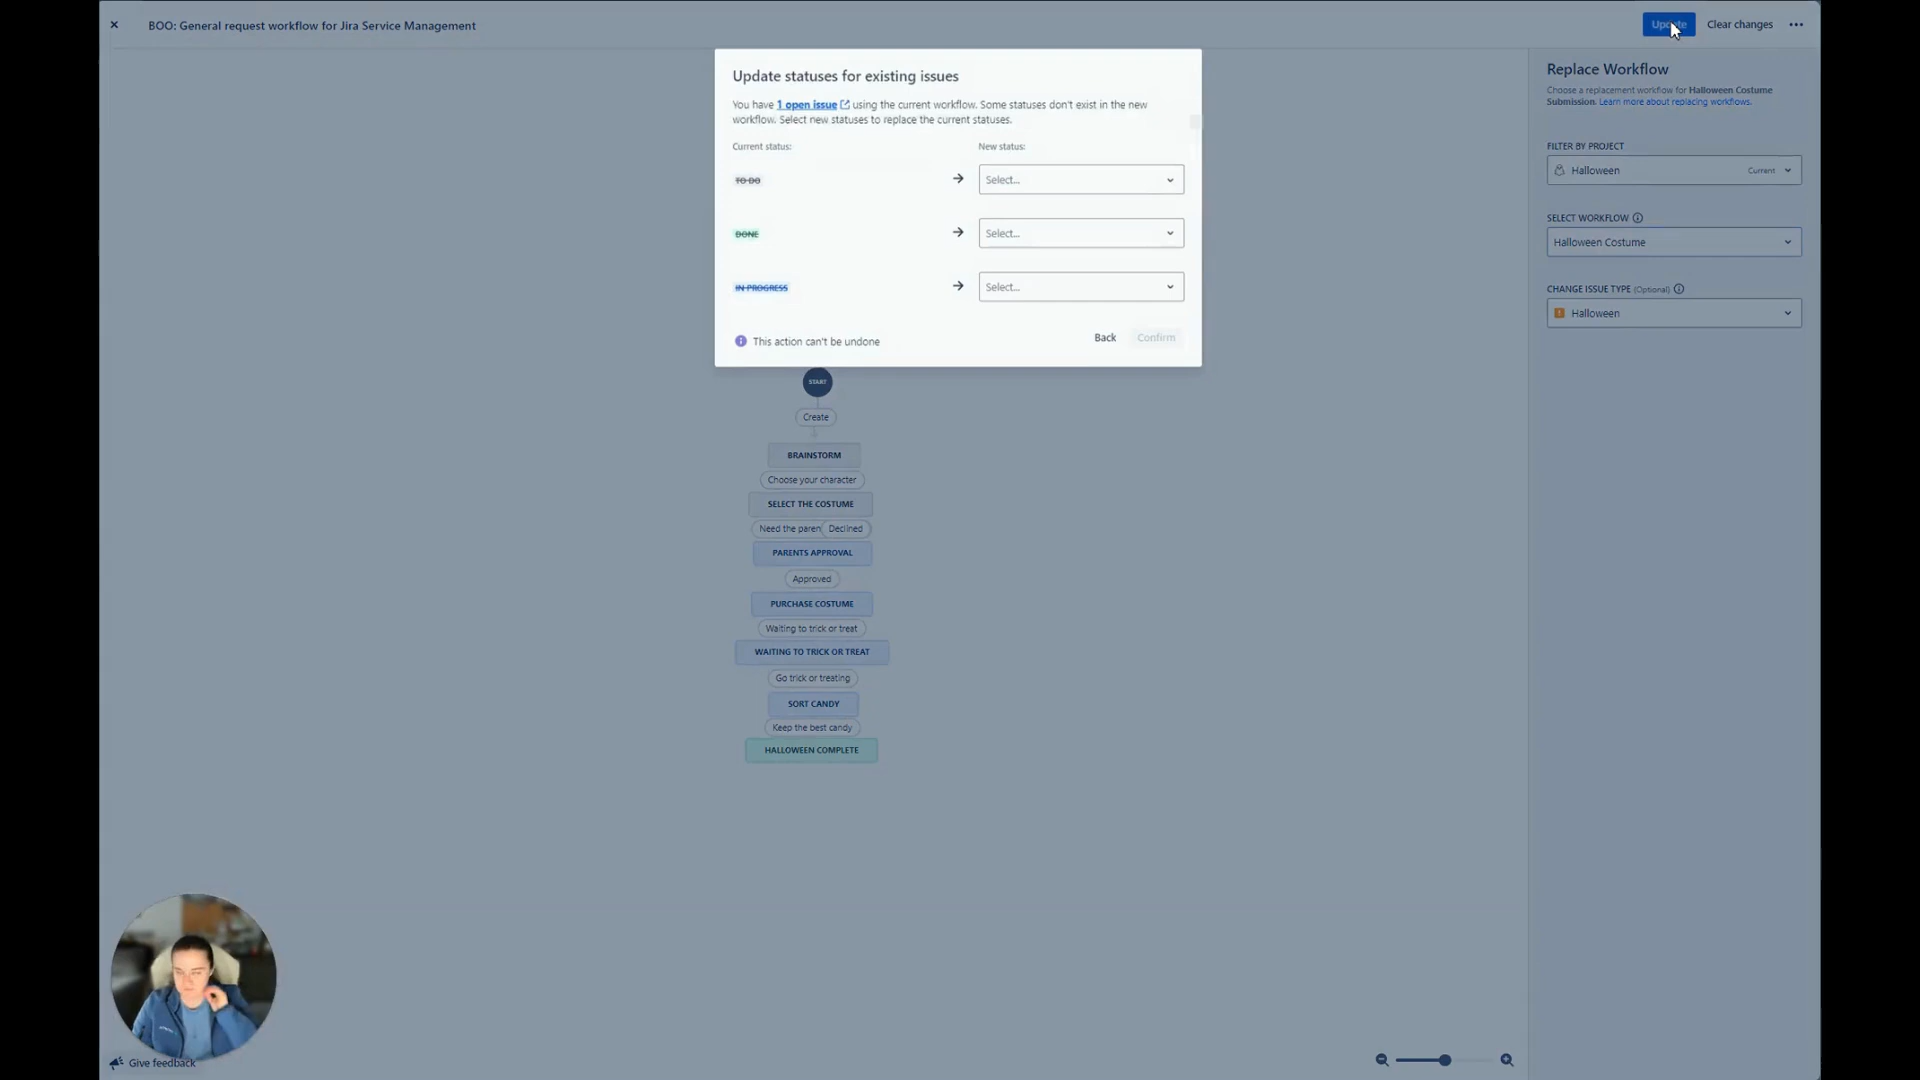 BOO: General request workflow for Jira Service Management
Update
Clear changes
Update statuses for existing issues
You have 1 open issue using the current workflow. Some statuses don't exist in the new
workflow. Select new statuses to replace the current statuses.
Current status:
New status:
TO DO
Select...
DONE
Select...
IN PROGRESS
Select...
This action can't be undone
Back
Confirm
Replace Workflow
Choose a replacement workflow for Halloween Costume
Submission. Learn more about replacing workflows.
FILTER BY PROJECT
Halloween
Current
SELECT WORKFLOW
Halloween Costume
CHANGE ISSUE TYPE (Optional)
Halloween
START
Create
BRAINSTORM
Choose your character
SELECT THE COSTUME
Need the paren
Declined
PARENTS APPROVAL
Approved
PURCHASE COSTUME
Waiting to trick or treat
WAITING TO TRICK OR TREAT
Go trick or treating
SORT CANDY
Keep the best candy
HALLOWEEN COMPLETE
Give feedback